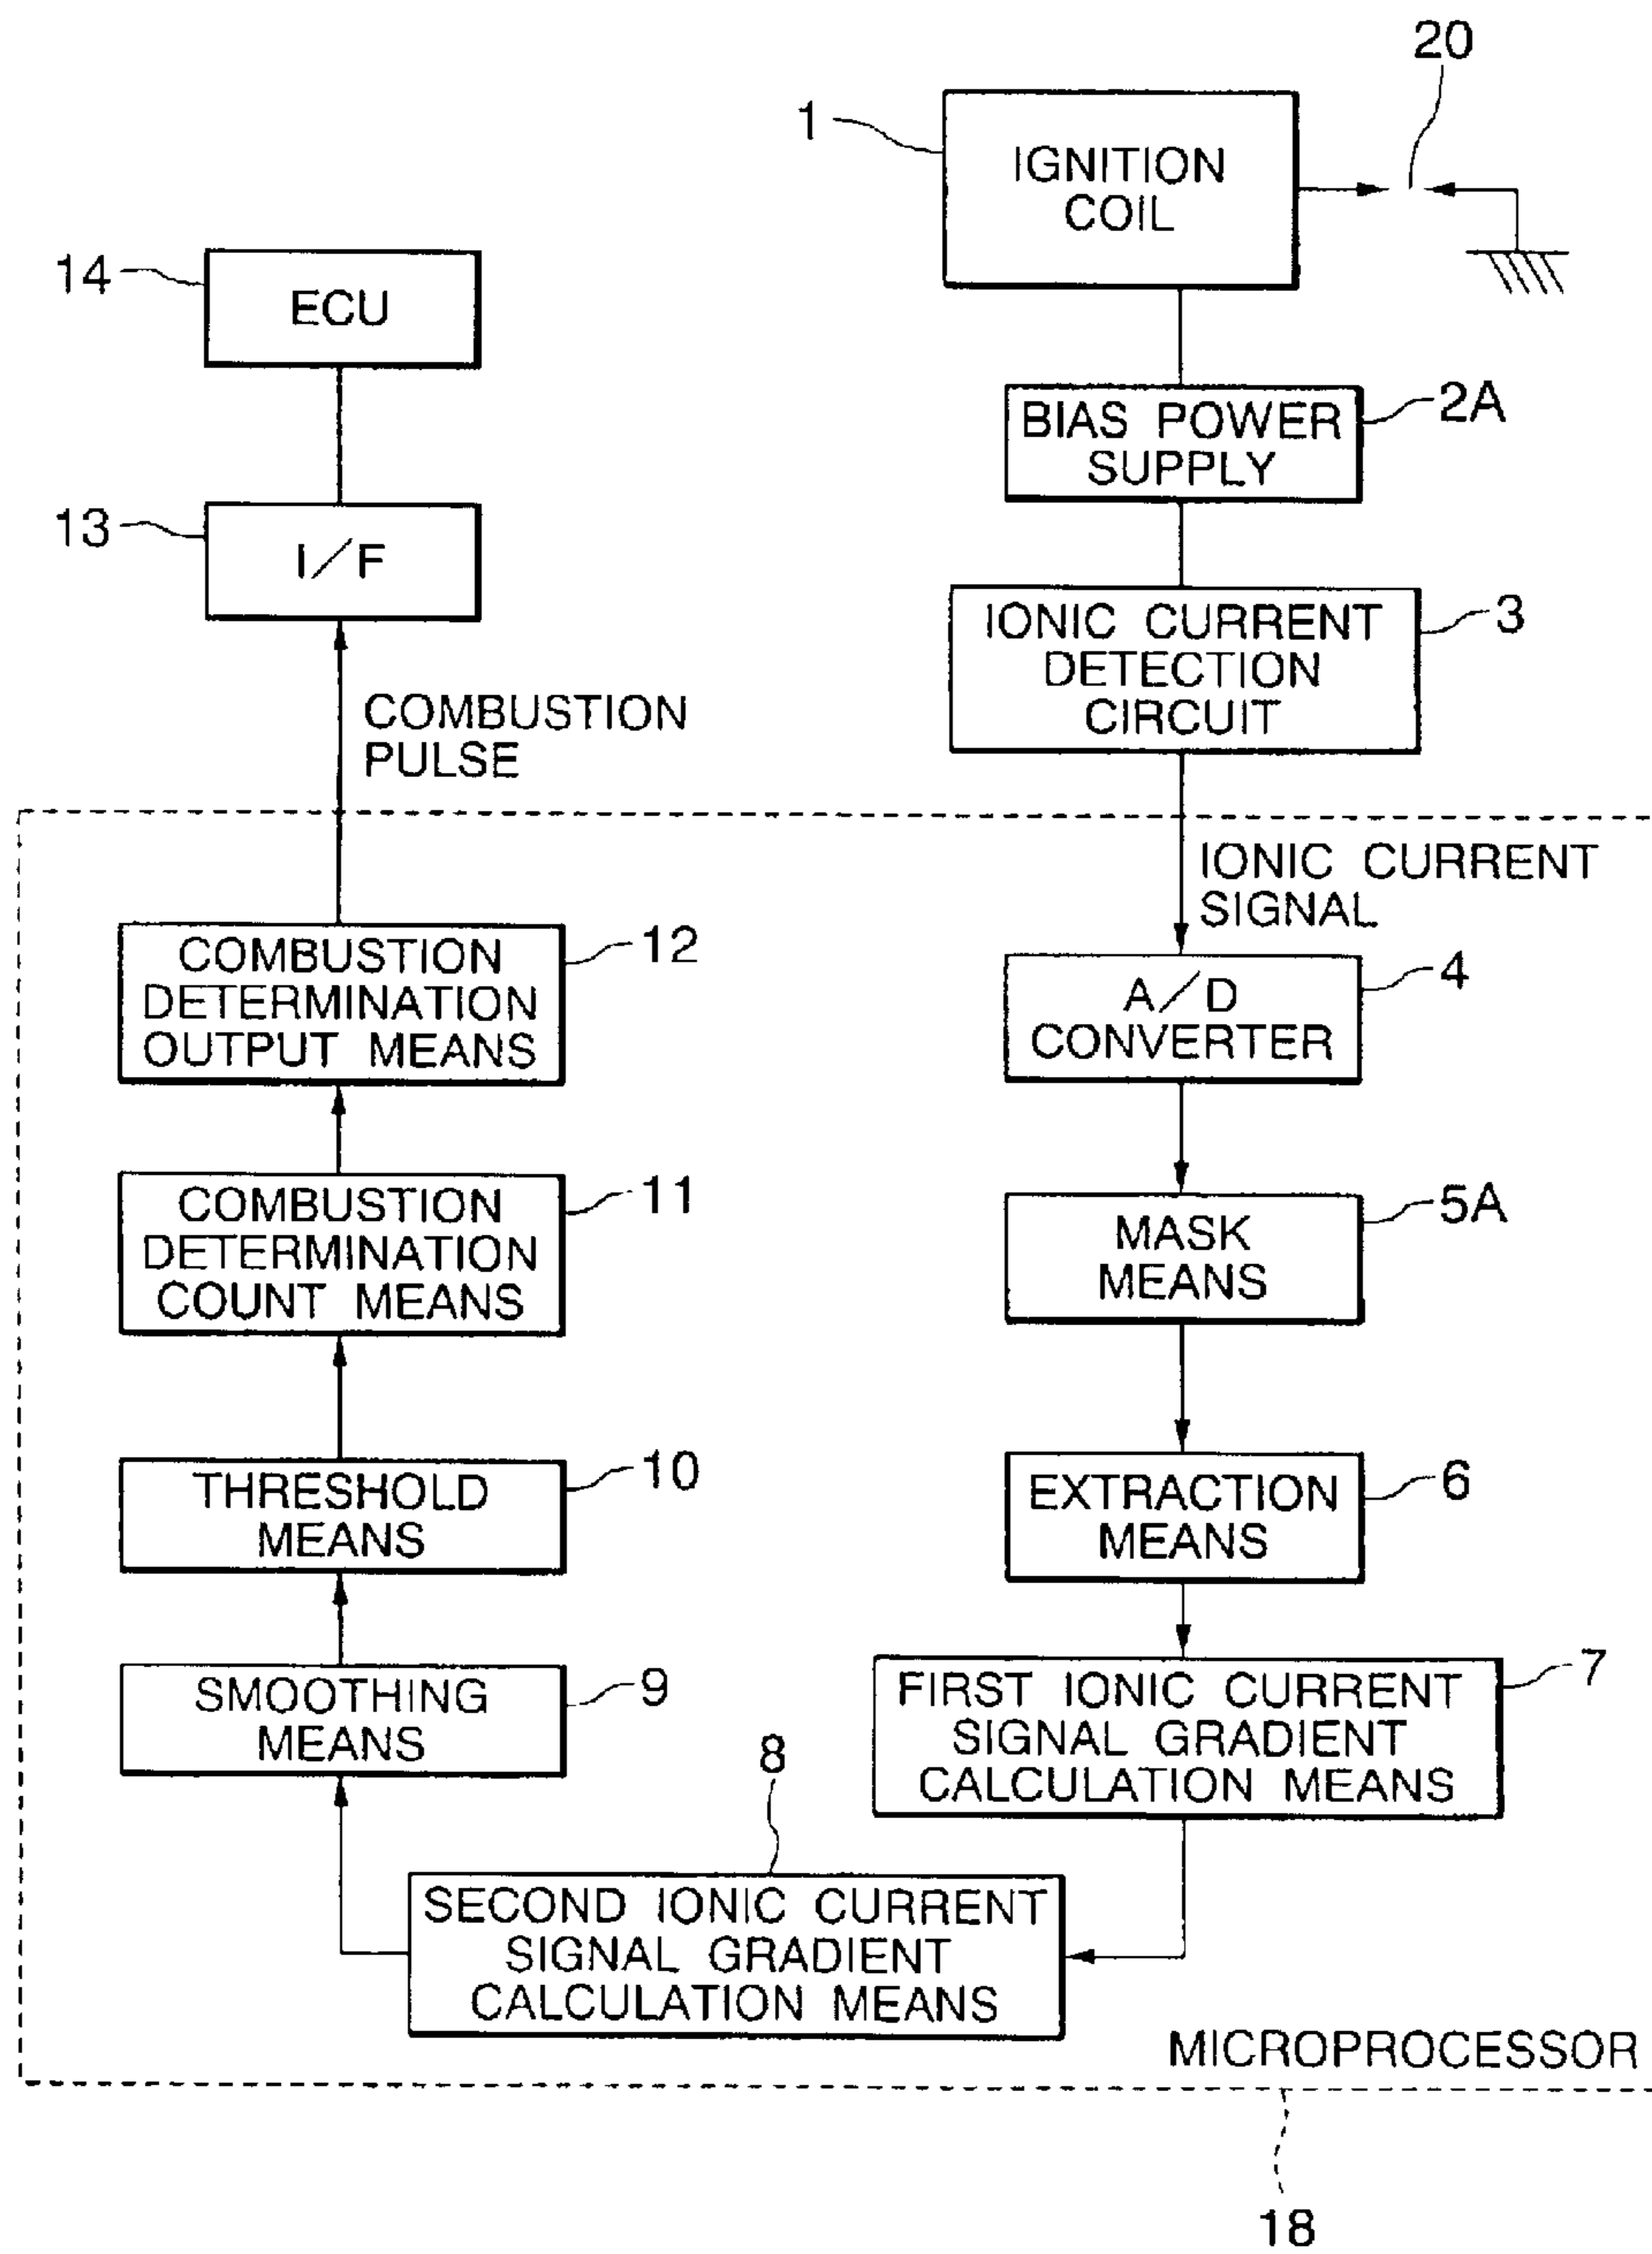 20
1
IGNITION
COIL
14
ECU
2A
BIAS POWER
SUPPLY
13
I/F
3
IONIC CURRENT
DETECTION
CIRCUIT
COMBUSTION
PULSE
IONIC CURRENT
SIGNAL
12
COMBUSTION
DETERMINATION
OUTPUT MEANS
4
A/D
CONVERTER
11
COMBUSTION
DETERMINATION
COUNT MEANS
5A
MASK
MEANS
10
THRESHOLD
MEANS
6
EXTRACTION
MEANS
9
SMOOTHING
MEANS
7
FIRST IONIC CURRENT
SIGNAL GRADIENT
CALCULATION MEANS
8
SECOND IONIC CURRENT
SIGNAL GRADIENT
CALCULATION MEANS
MICROPROCESSOR
18